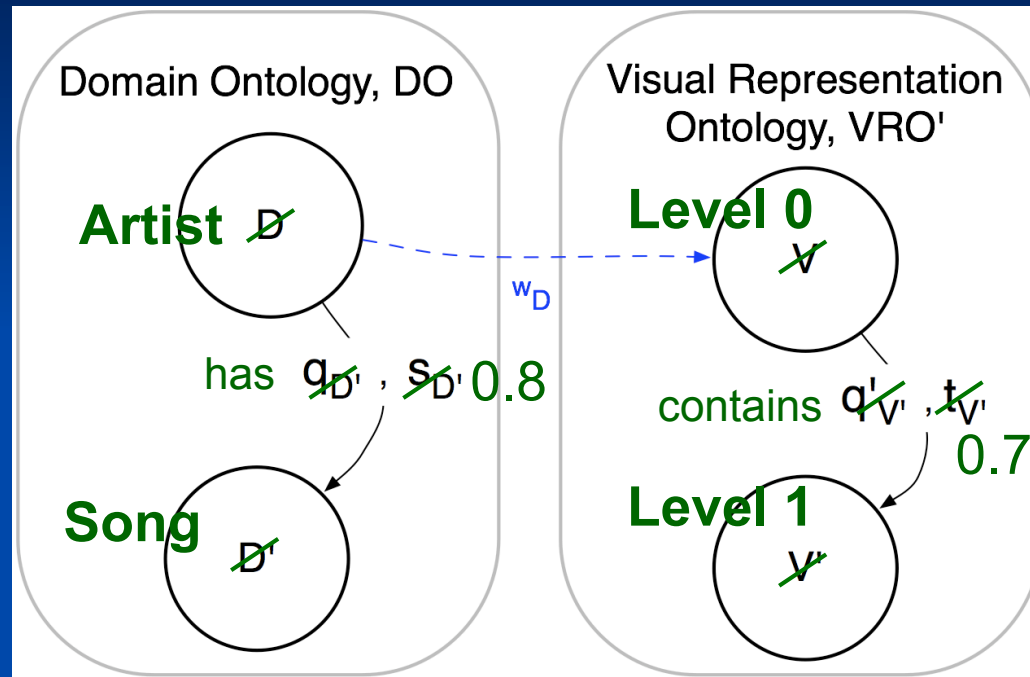 Domain Ontology, DO
Artist D
has q_D' , s_D' 0.8
Song
D'
w_D
Visual Representation
Ontology, VRO'
Level 0
V
contains q'_V' , t_V'
0.7
Level 1
V'